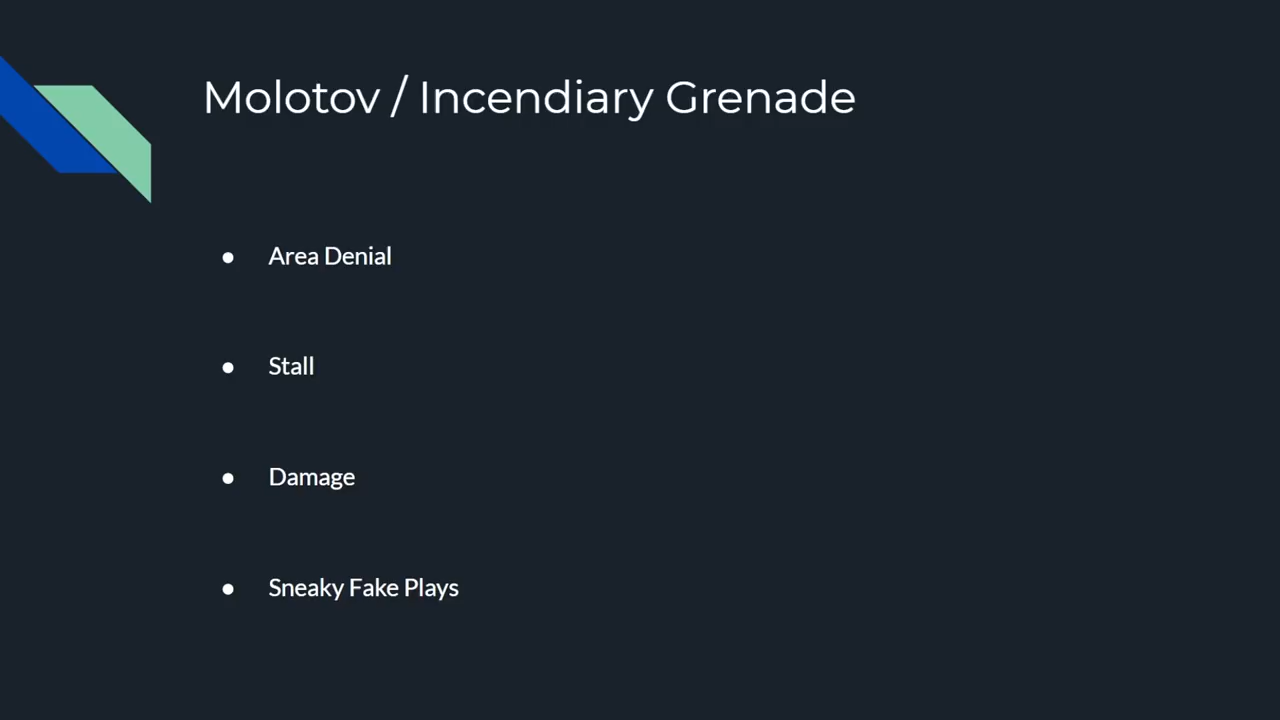 Molotov / Incendiary Grenade
● Area Denial
● Stall
● Damage
● Sneaky Fake Plays